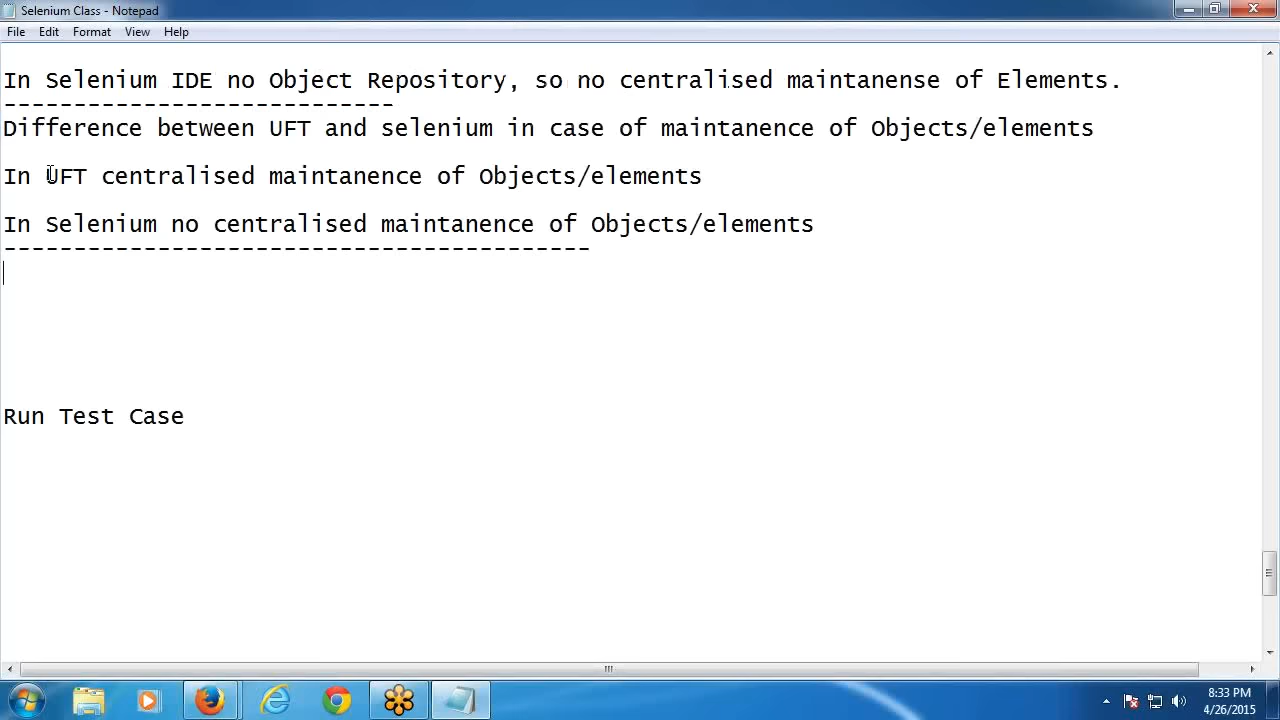 Selenium Class - Notepad
File Edit Format View Help
In Selenium IDE no Object Repository, so no centralised maintanense of Elements.
----------------------------
Difference between UFT and selenium in case of maintanence of Objects/elements
In UFT centralised maintanence of Objects/elements
In Selenium no centralised maintanence of Objects/elements
------------------------------------------
Run Test Case
8:33 PM
4/26/2015